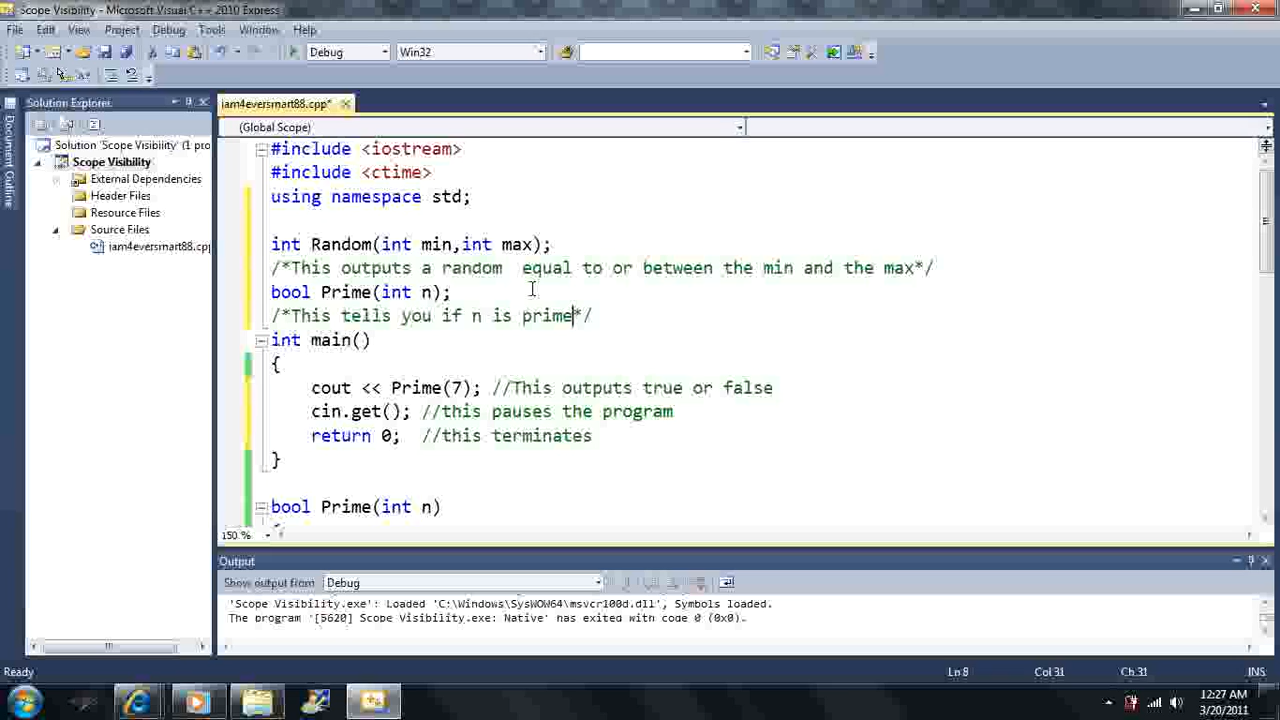 Scope Visibility - Microsoft Visual C++ 2010 Express
File Edit View Project Debug Tools Window Help
Debug Win32
Solution Explorer
iam4eversmart88.cpp*
(Global Scope)
Document Outline
Solution 'Scope Visibility' (1 pro
Scope Visibility
External Dependencies
Header Files
Resource Files
Source Files
iam4eversmart88.cpp
#include <iostream>
#include <ctime>
using namespace std;
int Random(int min,int max);
/*This outputs a random  equal to or between the min and the max*/
bool Prime(int n);
/*This tells you if n is prime*/
int main()
{
cout << Prime(7); //This outputs true or false
cin.get(); //this pauses the program
return 0;  //this terminates
}
bool Prime(int n)
150 %
Output
Show output from: Debug
'Scope Visibility.exe': Loaded 'C:\Windows\SysWOW64\msvcr100d.dll', Symbols loaded.
The program '[5620] Scope Visibility.exe: Native' has exited with code 0 (0x0).
Ready
Ln 8 Col 31 Ch 31 INS
12:27 AM
3/20/2011